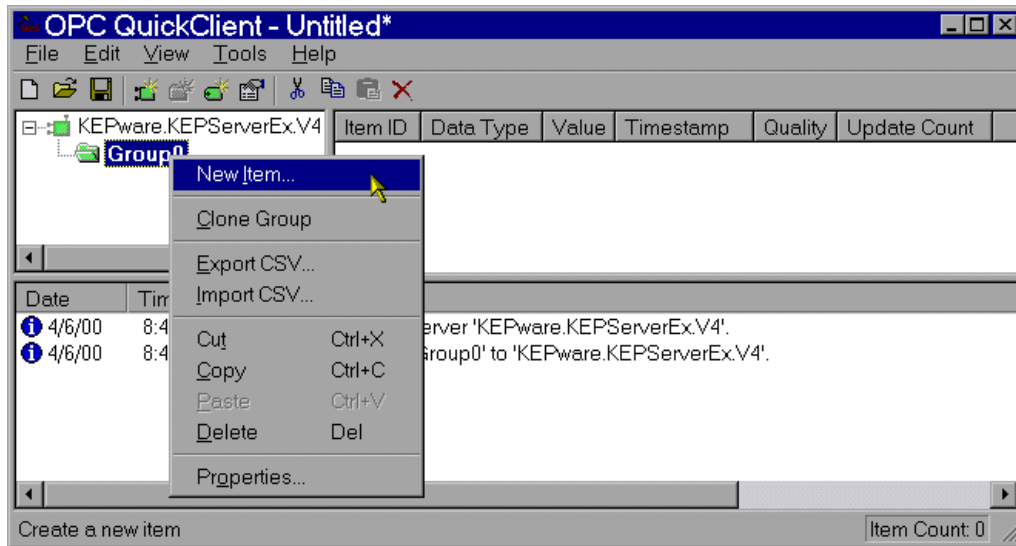 OPC QuickClient - Untitled*
File Edit View Tools Help
KEPware.KEPServerEx.V4
Group0
Item ID Data Type Value Timestamp Quality Update Count
New Item...
Clone Group
Export CSV...
Import CSV...
Cut Ctrl+X
Copy Ctrl+C
Paste Ctrl+V
Delete Del
Properties...
Date
4/6/00 erver 'KEPware.KEPServerEx.V4'.
4/6/00 Group0' to 'KEPware.KEPServerEx.V4'.
Create a new item
Item Count: 0